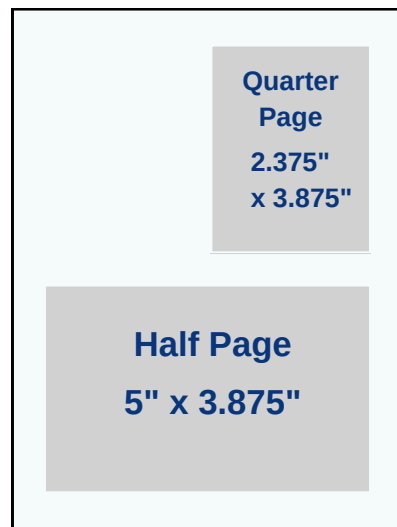 Quarter
Page
2.375"
x 3.875"
Half Page
5" x 3.875"